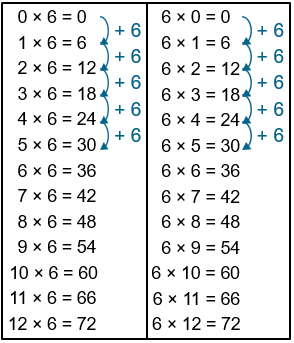 0 × 6 = 0
+ 6
1 × 6 = 6
+ 6
2 × 6 = 12
+ 6
3 × 6 = 18
+ 6
4 × 6 = 24
+ 6
5 × 6 = 30
6 × 6 = 36
7 × 6 = 42
8 × 6 = 48
9 × 6 = 54
10 × 6 = 60
11 × 6 = 66
12 × 6 = 72
6 × 0 = 0
+ 6
6 × 1 = 6
+ 6
6 × 2 = 12
+ 6
6 × 3 = 18
+ 6
6 × 4 = 24
+ 6
6 × 5 = 30
6 × 6 = 36
6 × 7 = 42
6 × 8 = 48
6 × 9 = 54
6 × 10 = 60
6 × 11 = 66
6 × 12 = 72